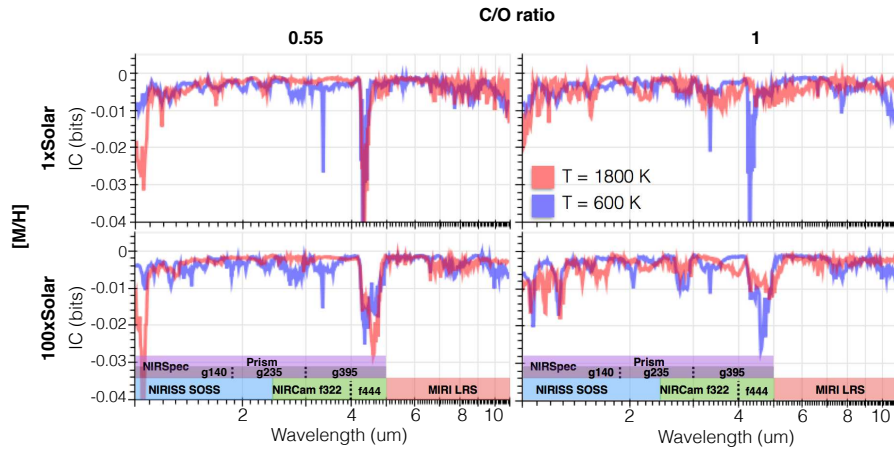 C/O ratio
0.55
1
[M/H]
1xSolar
IC (bits)
0
-0.01
-0.02
-0.03
-0.04
T = 1800 K
T = 600 K
100xSolar
IC (bits)
0
-0.01
-0.02
-0.03
-0.04
NIRSpec
Prism
g140
g235
g395
NIRISS SOSS
NIRCam f322
f444
MIRI LRS
NIRSpec
Prism
g140
g235
g395
NIRISS SOSS
NIRCam f322
f444
MIRI LRS
2 4 6 8 10
2 4 6 8 10
Wavelength (um)
Wavelength (um)